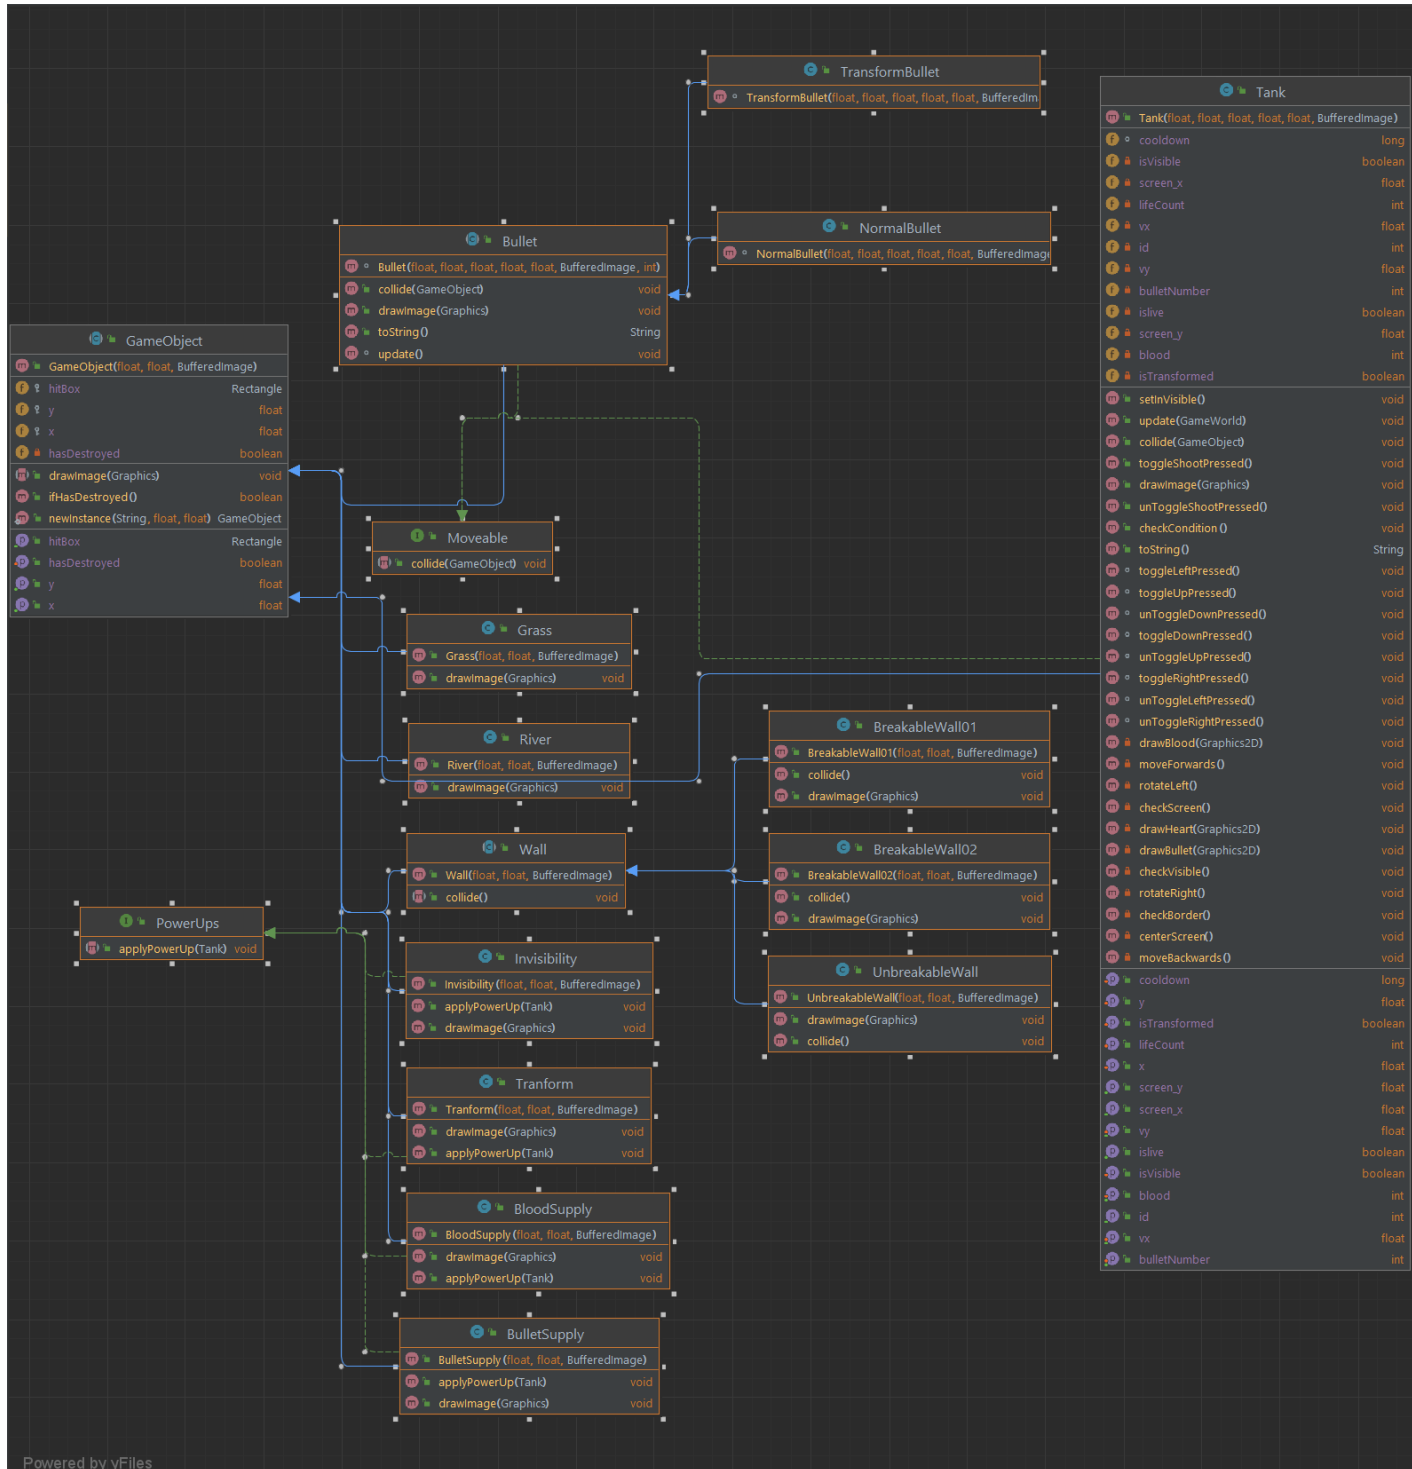 TransformBullet
TransformBullet(float, float, float, float, float, BufferedIm
NormalBullet
NormalBullet(float, float, float, float, float, BufferedImage
Bullet
Bullet(float, float, float, float, float, BufferedImage, int)
collide(GameObject) void
drawImage(Graphics) void
toString() String
update() void
GameObject
GameObject(float, float, BufferedImage)
hitBox Rectangle
y float
x float
hasDestroyed boolean
drawImage(Graphics) void
ifHasDestroyed() boolean
newInstance(String, float, float) GameObject
hitBox Rectangle
hasDestroyed boolean
y float
x float
Moveable
collide(GameObject) void
Grass
Grass(float, float, BufferedImage)
drawImage(Graphics) void
River
River(float, float, BufferedImage)
drawImage(Graphics) void
Wall
Wall(float, float, BufferedImage)
collide() void
PowerUps
applyPowerUp(Tank) void
Invisibility
Invisibility(float, float, BufferedImage)
applyPowerUp(Tank) void
drawImage(Graphics) void
Tranform
Tranform(float, float, BufferedImage)
drawImage(Graphics) void
applyPowerUp(Tank) void
BloodSupply
BloodSupply(float, float, BufferedImage)
drawImage(Graphics) void
applyPowerUp(Tank) void
BulletSupply
BulletSupply(float, float, BufferedImage)
applyPowerUp(Tank) void
drawImage(Graphics) void
BreakableWall01
BreakableWall01(float, float, BufferedImage)
collide() void
drawImage(Graphics) void
BreakableWall02
BreakableWall02(float, float, BufferedImage)
collide() void
drawImage(Graphics) void
UnbreakableWall
UnbreakableWall(float, float, BufferedImage)
drawImage(Graphics) void
collide() void
Tank
Tank(float, float, float, float, float, BufferedImage)
cooldown long
isVisible boolean
screen_x float
lifeCount int
vx float
id int
vy float
bulletNumber int
islive boolean
screen_y float
blood int
isTransformed boolean
setInVisible() void
update(GameWorld) void
collide(GameObject) void
toggleShootPressed() void
drawImage(Graphics) void
unToggleShootPressed() void
checkCondition() void
toString() String
toggleLeftPressed() void
toggleUpPressed() void
unToggleDownPressed() void
toggleDownPressed() void
unToggleUpPressed() void
toggleRightPressed() void
unToggleLeftPressed() void
unToggleRightPressed() void
drawBlood(Graphics2D) void
moveForwards() void
rotateLeft() void
checkScreen() void
drawHeart(Graphics2D) void
drawBullet(Graphics2D) void
checkVisible() void
rotateRight() void
checkBorder() void
centerScreen() void
moveBackwards() void
cooldown long
y float
isTransformed boolean
lifeCount int
x float
screen_y float
screen_x float
vy float
islive boolean
isVisible boolean
blood int
id int
vx float
bulletNumber int
Powered by yFiles